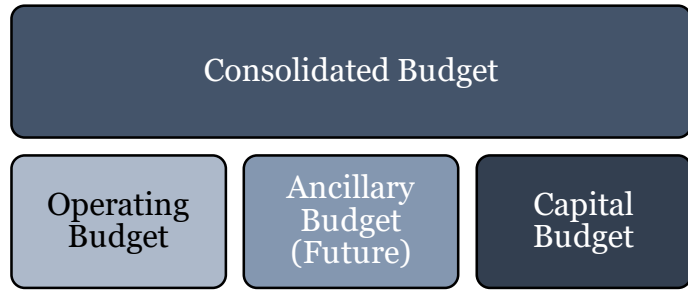 Consolidated Budget
Operating
Budget
Ancillary
Budget
(Future)
Capital
Budget